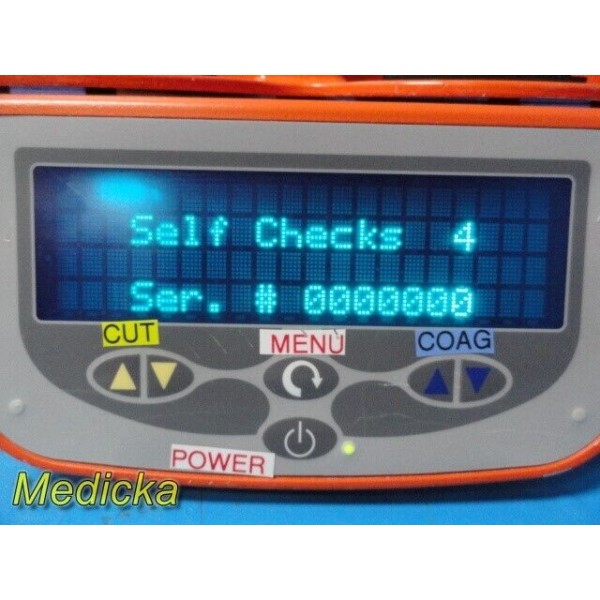 Self Checks 4
Ser. # 0000000
CUT
MENU
COAG
POWER
Medicka